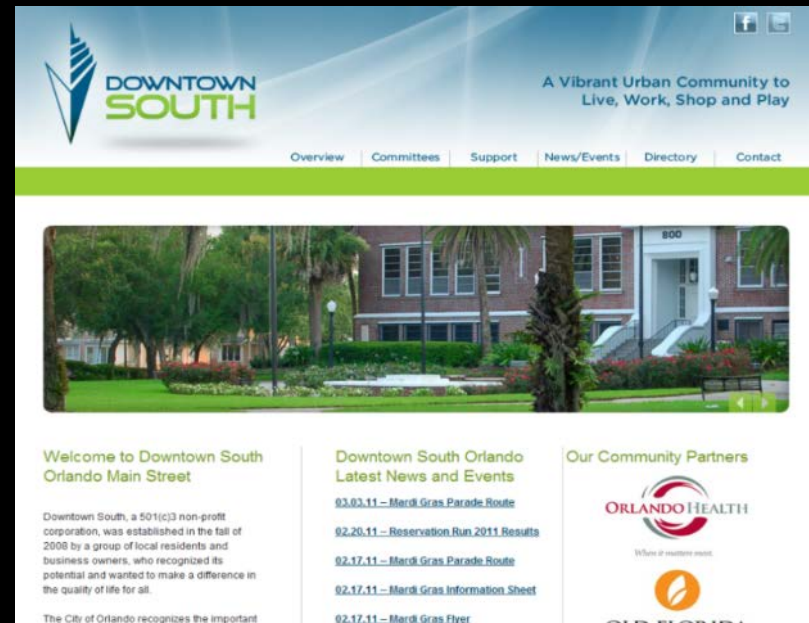 DOWNTOWN
SOUTH
A Vibrant Urban Community to
Live, Work, Shop and Play
Overview
Committees
Support
News/Events
Directory
Contact
800
Welcome to Downtown South
Orlando Main Street
Downtown South, a 501(c)3 non-profit
corporation, was established in the fall of
2008 by a group of local residents and
business owners, who recognized its
potential and wanted to make a difference in
the quality of life for all.
The City of Orlando recognizes the important
Downtown South Orlando
Latest News and Events
03.03.11 – Mardi Gras Parade Route
02.20.11 – Reservation Run 2011 Results
02.17.11 – Mardi Gras Parade Route
02.17.11 – Mardi Gras Information Sheet
02.17.11 – Mardi Gras Flyer
Our Community Partners
ORLANDO HEALTH
When it matters most.
OLD FLORIDA